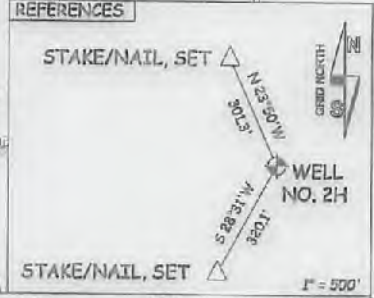 REFERENCES
STAKE/NAIL, SET
N
GRID NORTH
N 23°50'W
301.3'
WELL
NO. 2H
S 28°31'W
320.1'
STAKE/NAIL, SET
1" = 500'